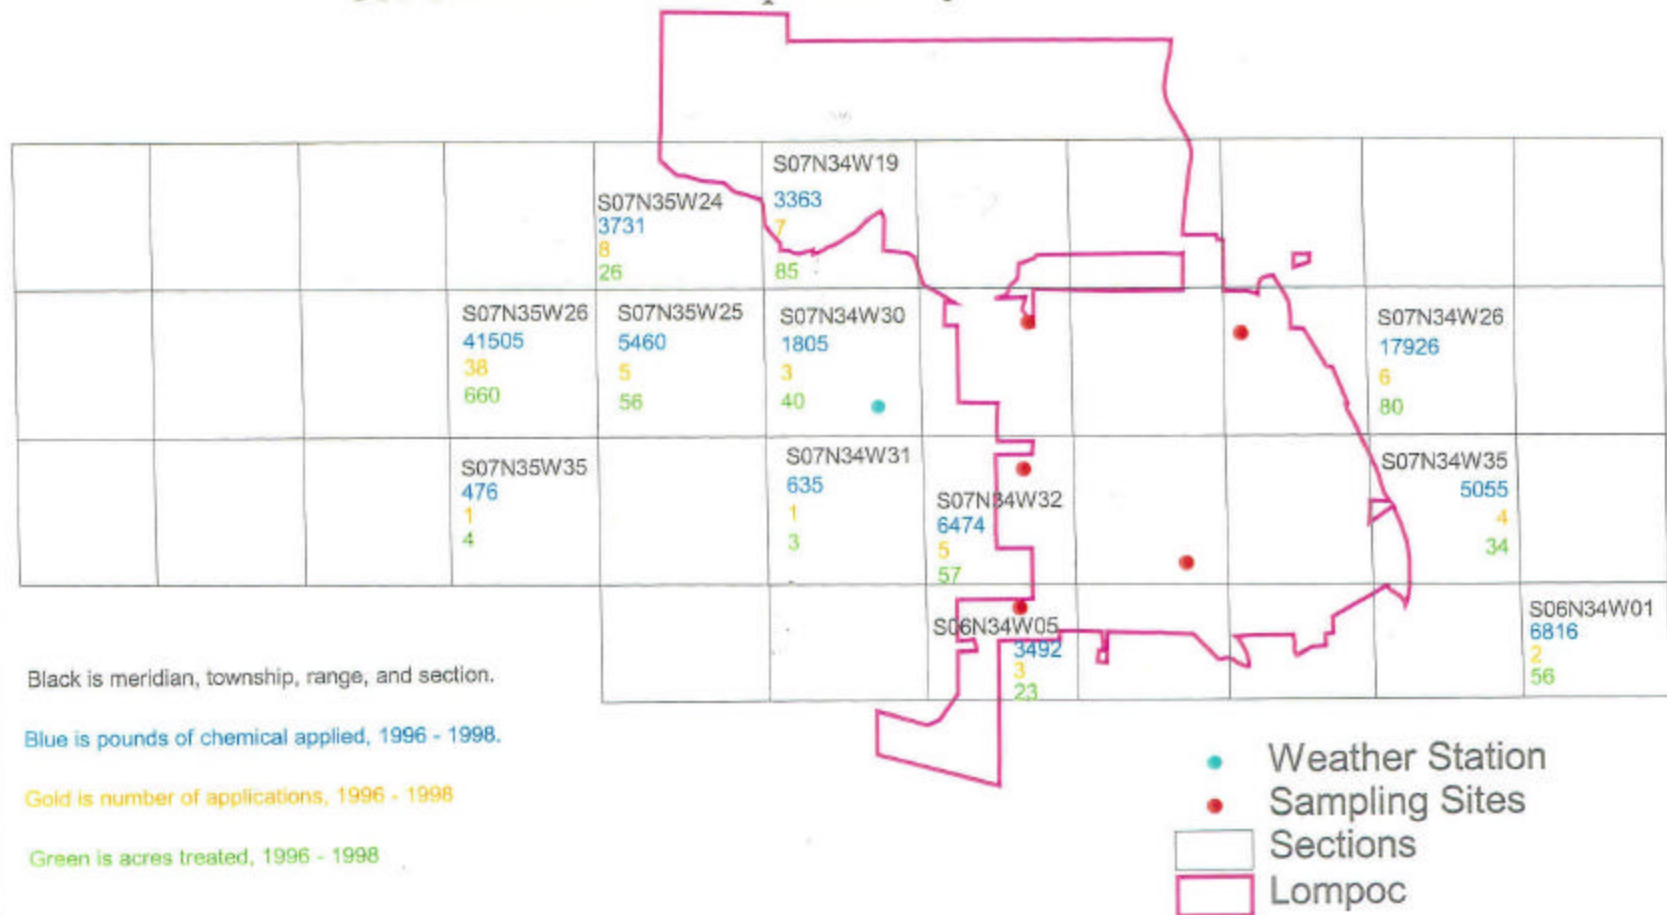 S07N34W19
3363
7
85
S07N35W24
3731
8
26
S07N35W26
41505
38
660
S07N35W25
5460
5
56
S07N34W30
1805
3
40
S07N34W26
17926
6
80
S07N35W35
476
1
4
S07N34W31
635
1
3
S07N34W32
6474
5
57
S07N34W35
5055
4
34
S06N34W05
3492
3
23
S06N34W01
6816
2
56
Black is meridian, township, range, and section.
Blue is pounds of chemical applied, 1996 - 1998.
Gold is number of applications, 1996 - 1998
Green is acres treated, 1996 - 1998
Weather Station
Sampling Sites
Sections
Lompoc